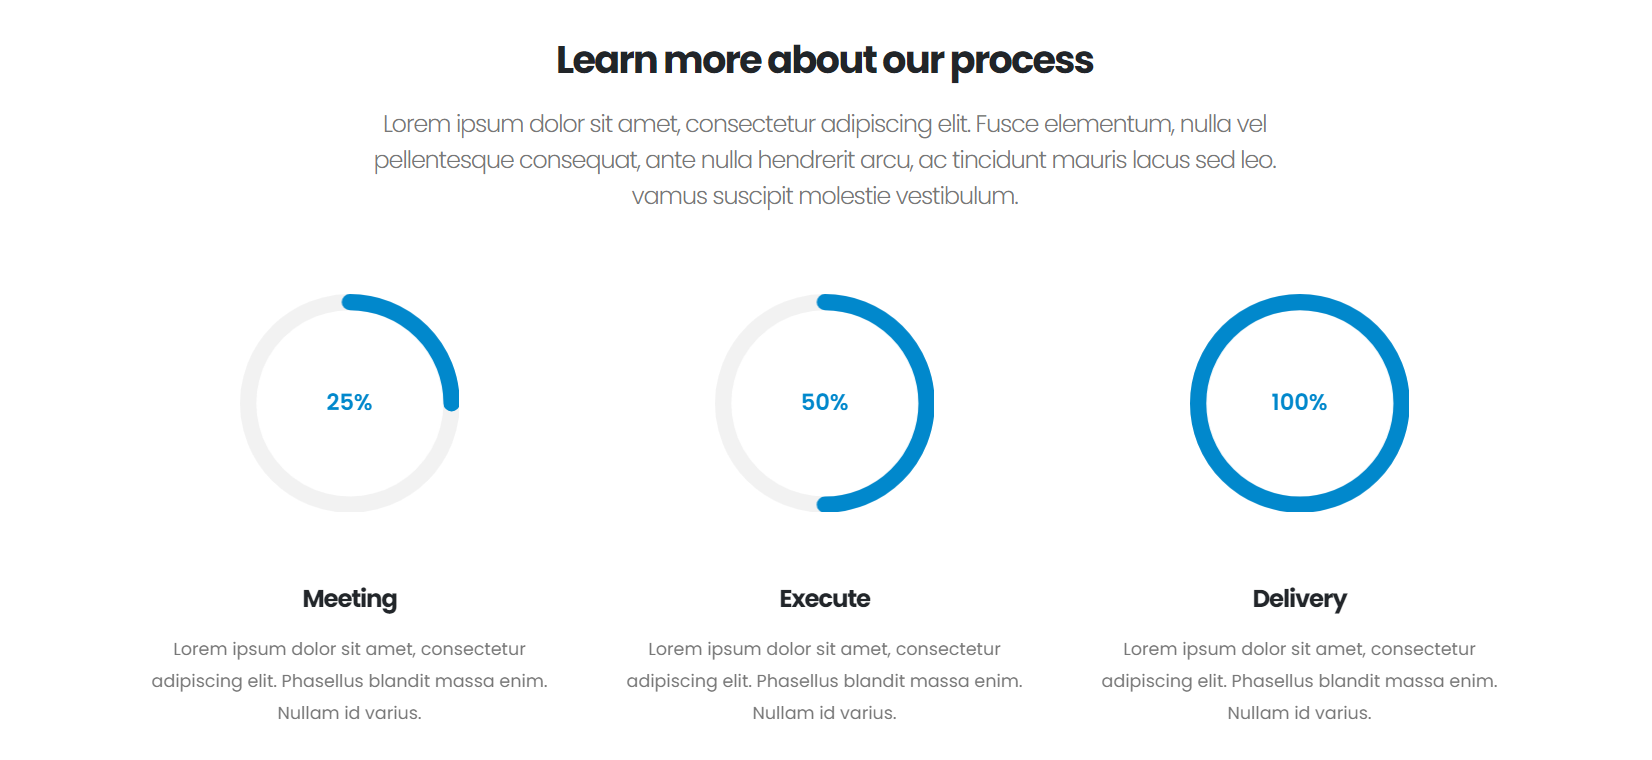 Learn more about our process
Lorem ipsum dolor sit amet, consectetur adipiscing elit. Fusce elementum, nulla vel
pellentesque consequat, ante nulla hendrerit arcu, ac tincidunt mauris lacus sed leo.
vamus suscipit molestie vestibulum.
25%
50%
100%
Meeting
Lorem ipsum dolor sit amet, consectetur
adipiscing elit. Phasellus blandit massa enim.
Nullam id varius.
Execute
Lorem ipsum dolor sit amet, consectetur
adipiscing elit. Phasellus blandit massa enim.
Nullam id varius.
Delivery
Lorem ipsum dolor sit amet, consectetur
adipiscing elit. Phasellus blandit massa enim.
Nullam id varius.